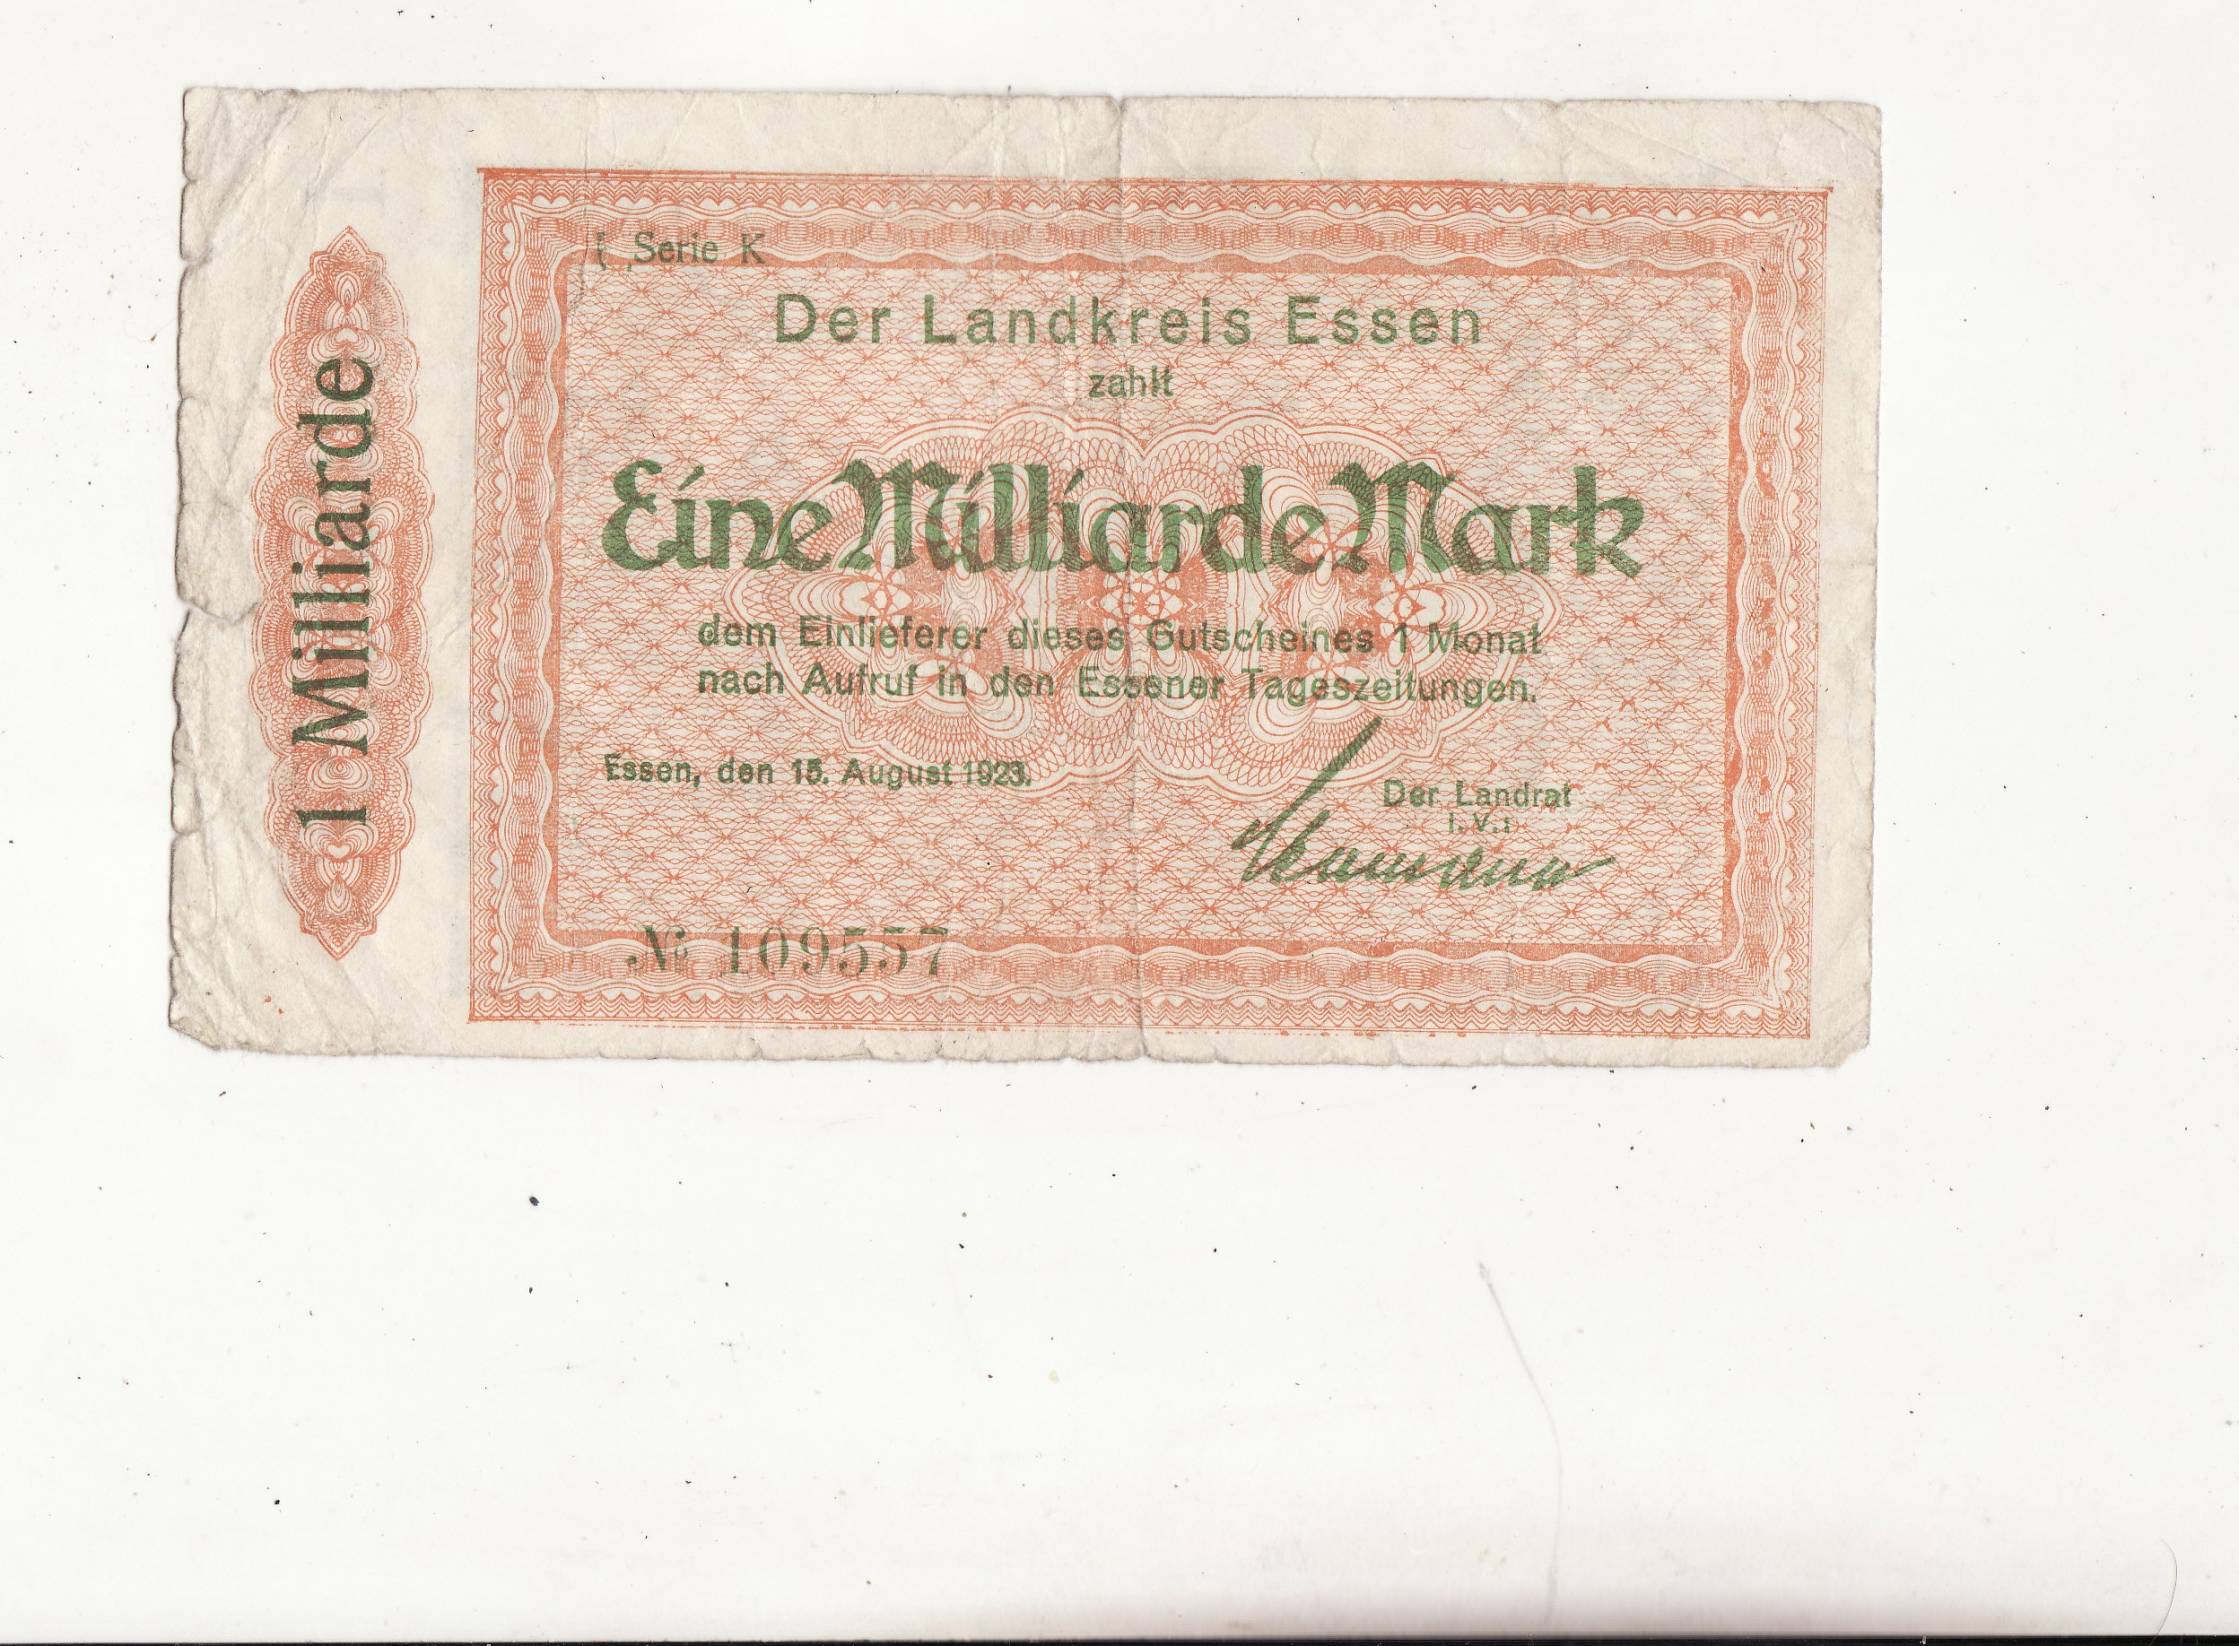 1 Milliarde
Serie K
Der Landkreis Essen
zahlt
Eine Milliarde Mark
dem Einlieferer dieses Gutscheines 1 Monat
nach Aufruf in den Essener Tageszeitungen.
Essen, den 15. August 1923.
Der Landrat
I. V.:
№ 109557